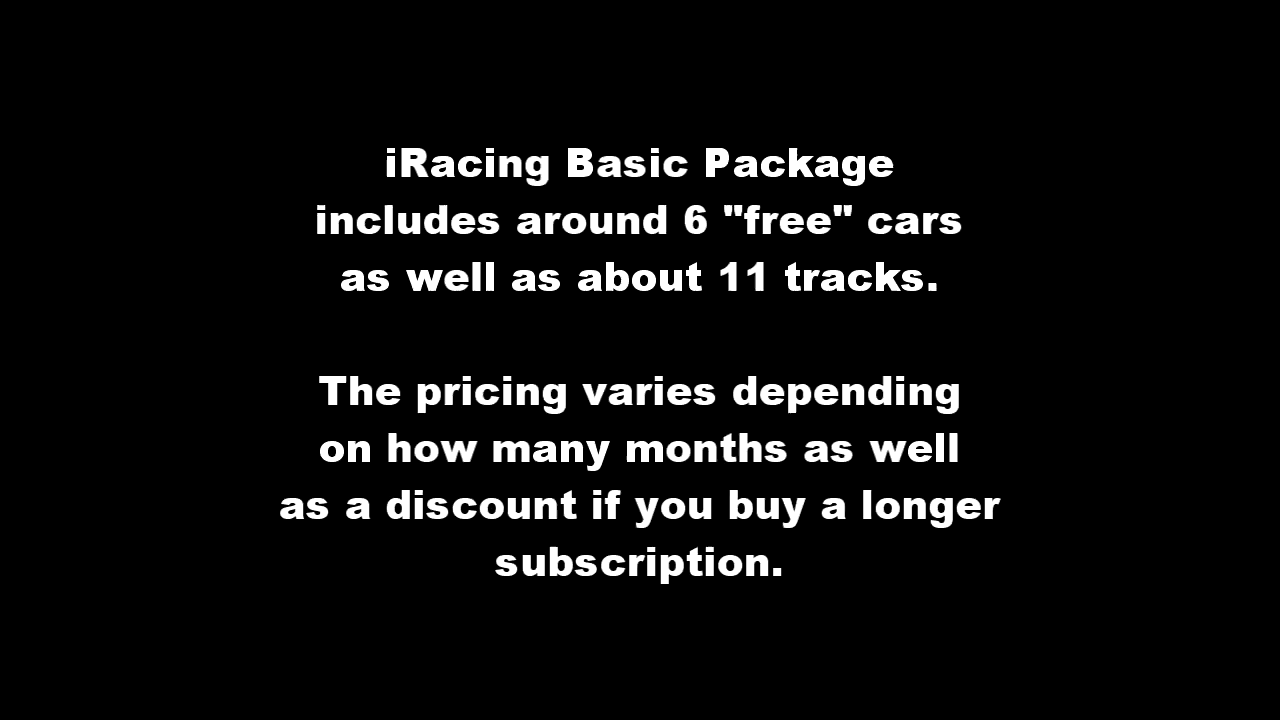 iRacing Basic Package
includes around 6 "free" cars
as well as about 11 tracks.
The pricing varies depending
on how many months as well
as a discount if you buy a longer
subscription.